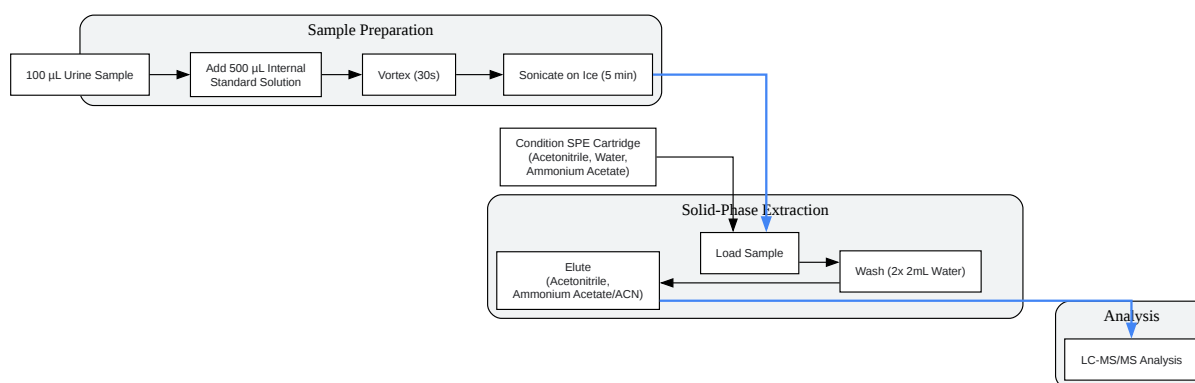 Sample Preparation
100 µL Urine Sample
Add 500 µL Internal
Standard Solution
Vortex (30s)
Sonicate on Ice (5 min)
Condition SPE Cartridge
(Acetonitrile, Water,
Ammonium Acetate)
Solid-Phase Extraction
Load Sample
Wash (2x 2mL Water)
Elute
(Acetonitrile,
Ammonium Acetate/ACN)
Analysis
LC-MS/MS Analysis